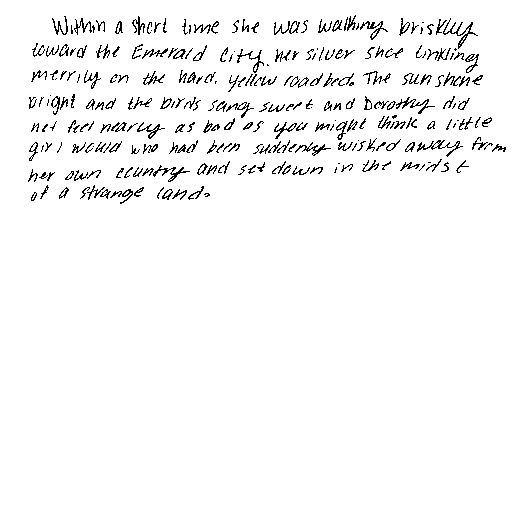 Within a short time she was walking briskly
toward the Emerald City, her silver shoe tinkling
merrily on the hard, yellow roadbed. The sun shone
bright and the birds sang sweet and Dorothy did
not feel nearly as bad as you might think a little
girl would who had been suddenly wisked away from
her own country and set down in the midst
of a strange land.